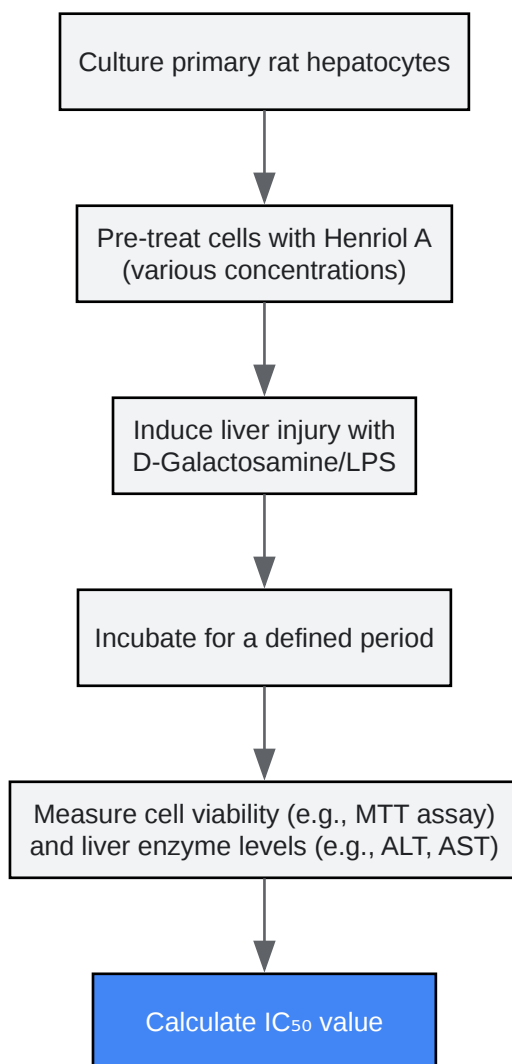 Culture primary rat hepatocytes
Pre-treat cells with Henriol A
(various concentrations)
Induce liver injury with
D-Galactosamine/LPS
Incubate for a defined period
Measure cell viability (e.g., MTT assay)
and liver enzyme levels (e.g., ALT, AST)
Calculate IC₅₀ value